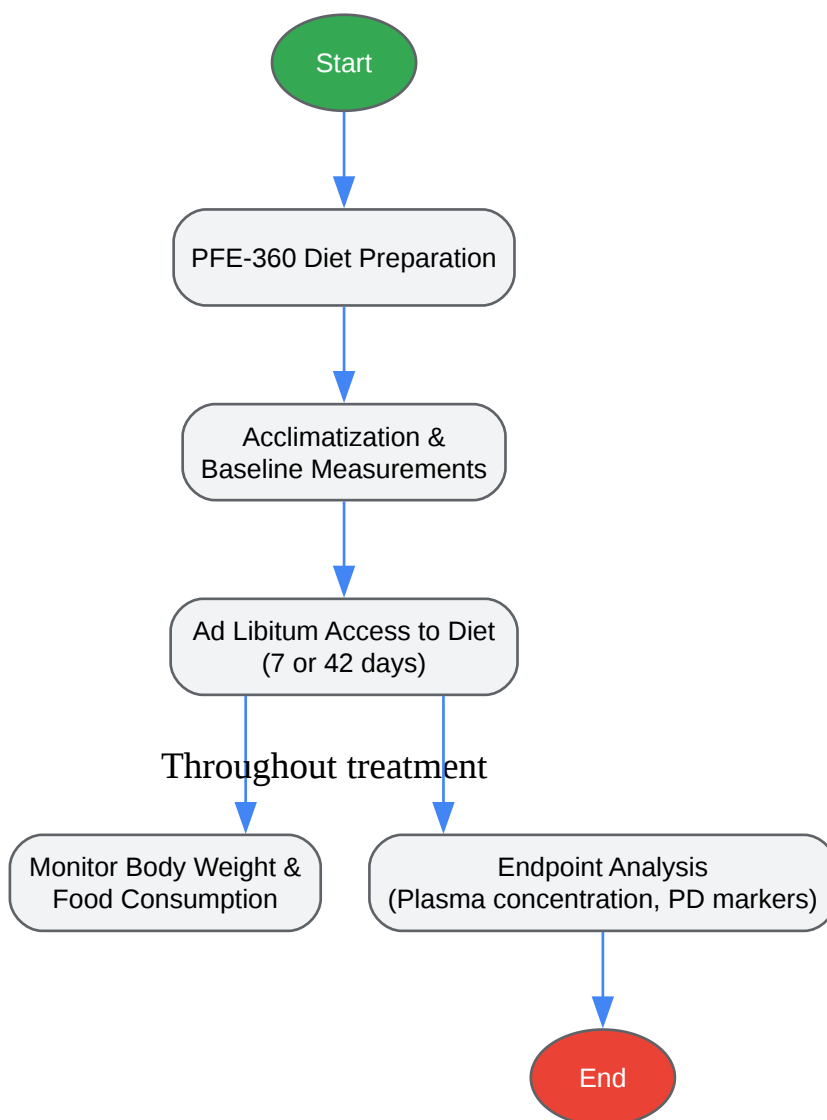 Start
PFE-360 Diet Preparation
Acclimatization &
Baseline Measurements
Ad Libitum Access to Diet
(7 or 42 days)
Throughout treatment
Monitor Body Weight &
Food Consumption
Endpoint Analysis
(Plasma concentration, PD markers)
End